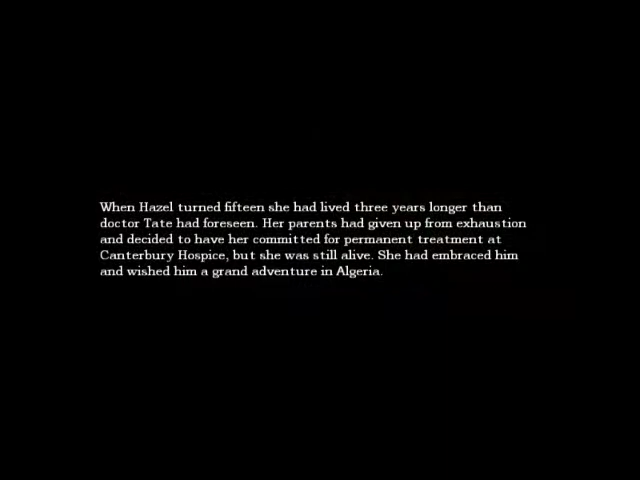 When Hazel turned fifteen she had lived three years longer than
doctor Tate had foreseen. Her parents had given up from exhaustion
and decided to have her committed for permanent treatment at
Canterbury Hospice, but she was still alive. She had embraced him
and wished him a grand adventure in Algeria.